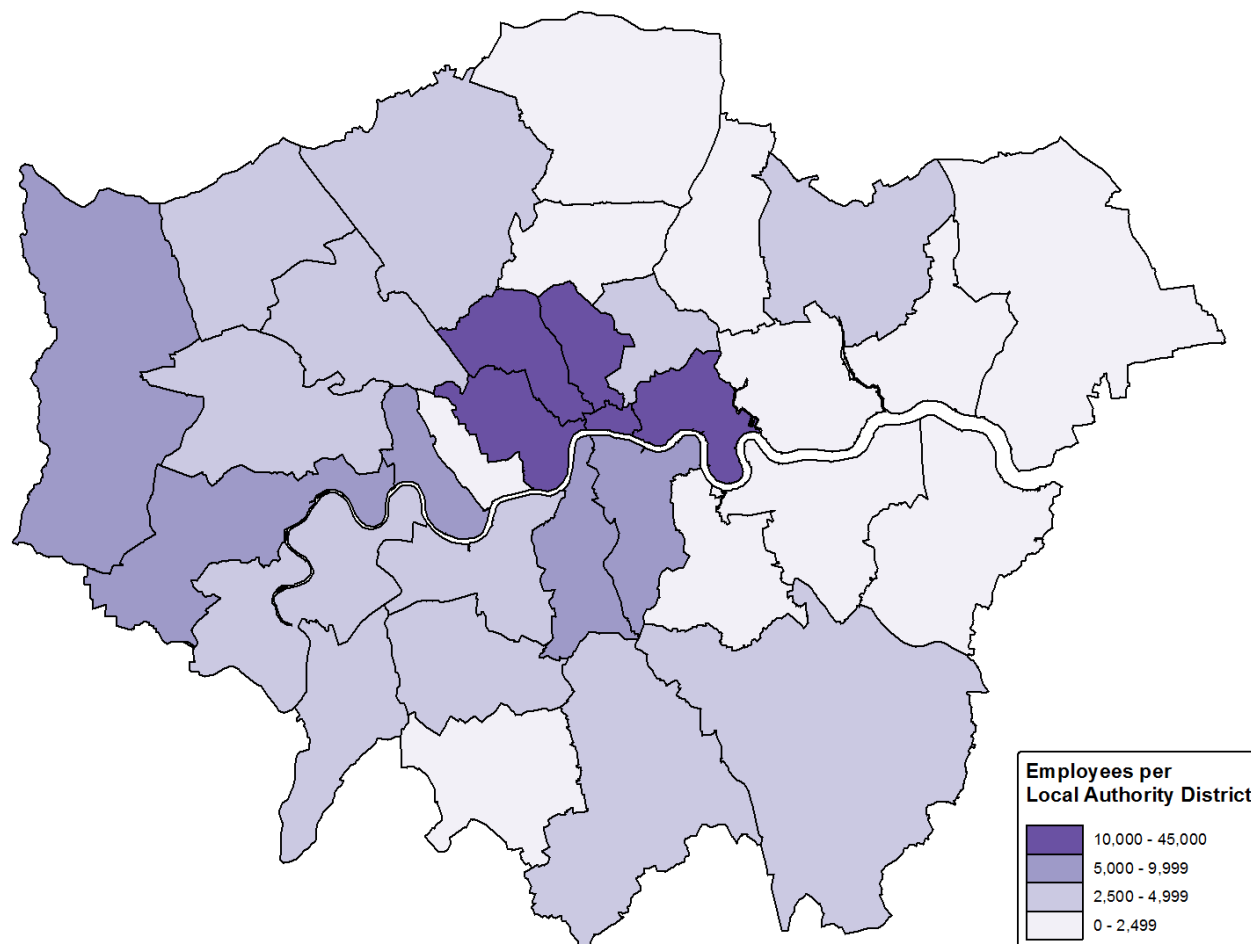 Employees per
Local Authority District
10,000 - 45,000
5,000 - 9,999
2,500 - 4,999
0 - 2,499